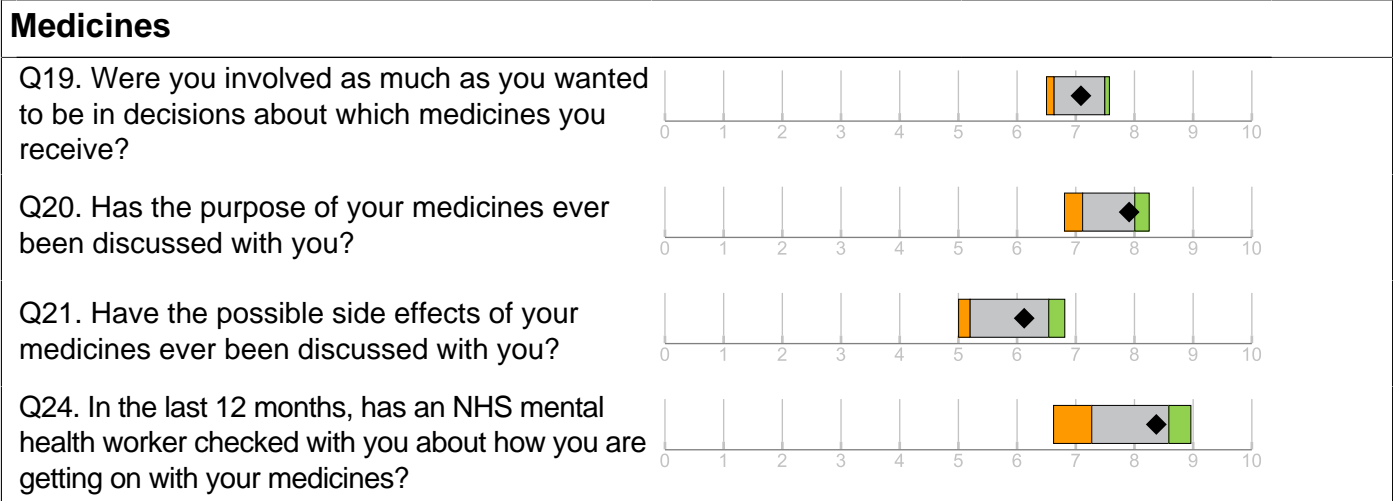 Medicines
Q19. Were you involved as much as you wanted
to be in decisions about which medicines you
receive?
0 1 2 3 4 5 6 7 8 9 10
Q20. Has the purpose of your medicines ever
been discussed with you?
0 1 2 3 4 5 6 7 8 9 10
Q21. Have the possible side effects of your
medicines ever been discussed with you?
0 1 2 3 4 5 6 7 8 9 10
Q24. In the last 12 months, has an NHS mental
health worker checked with you about how you are
getting on with your medicines?
0 1 2 3 4 5 6 7 8 9 10